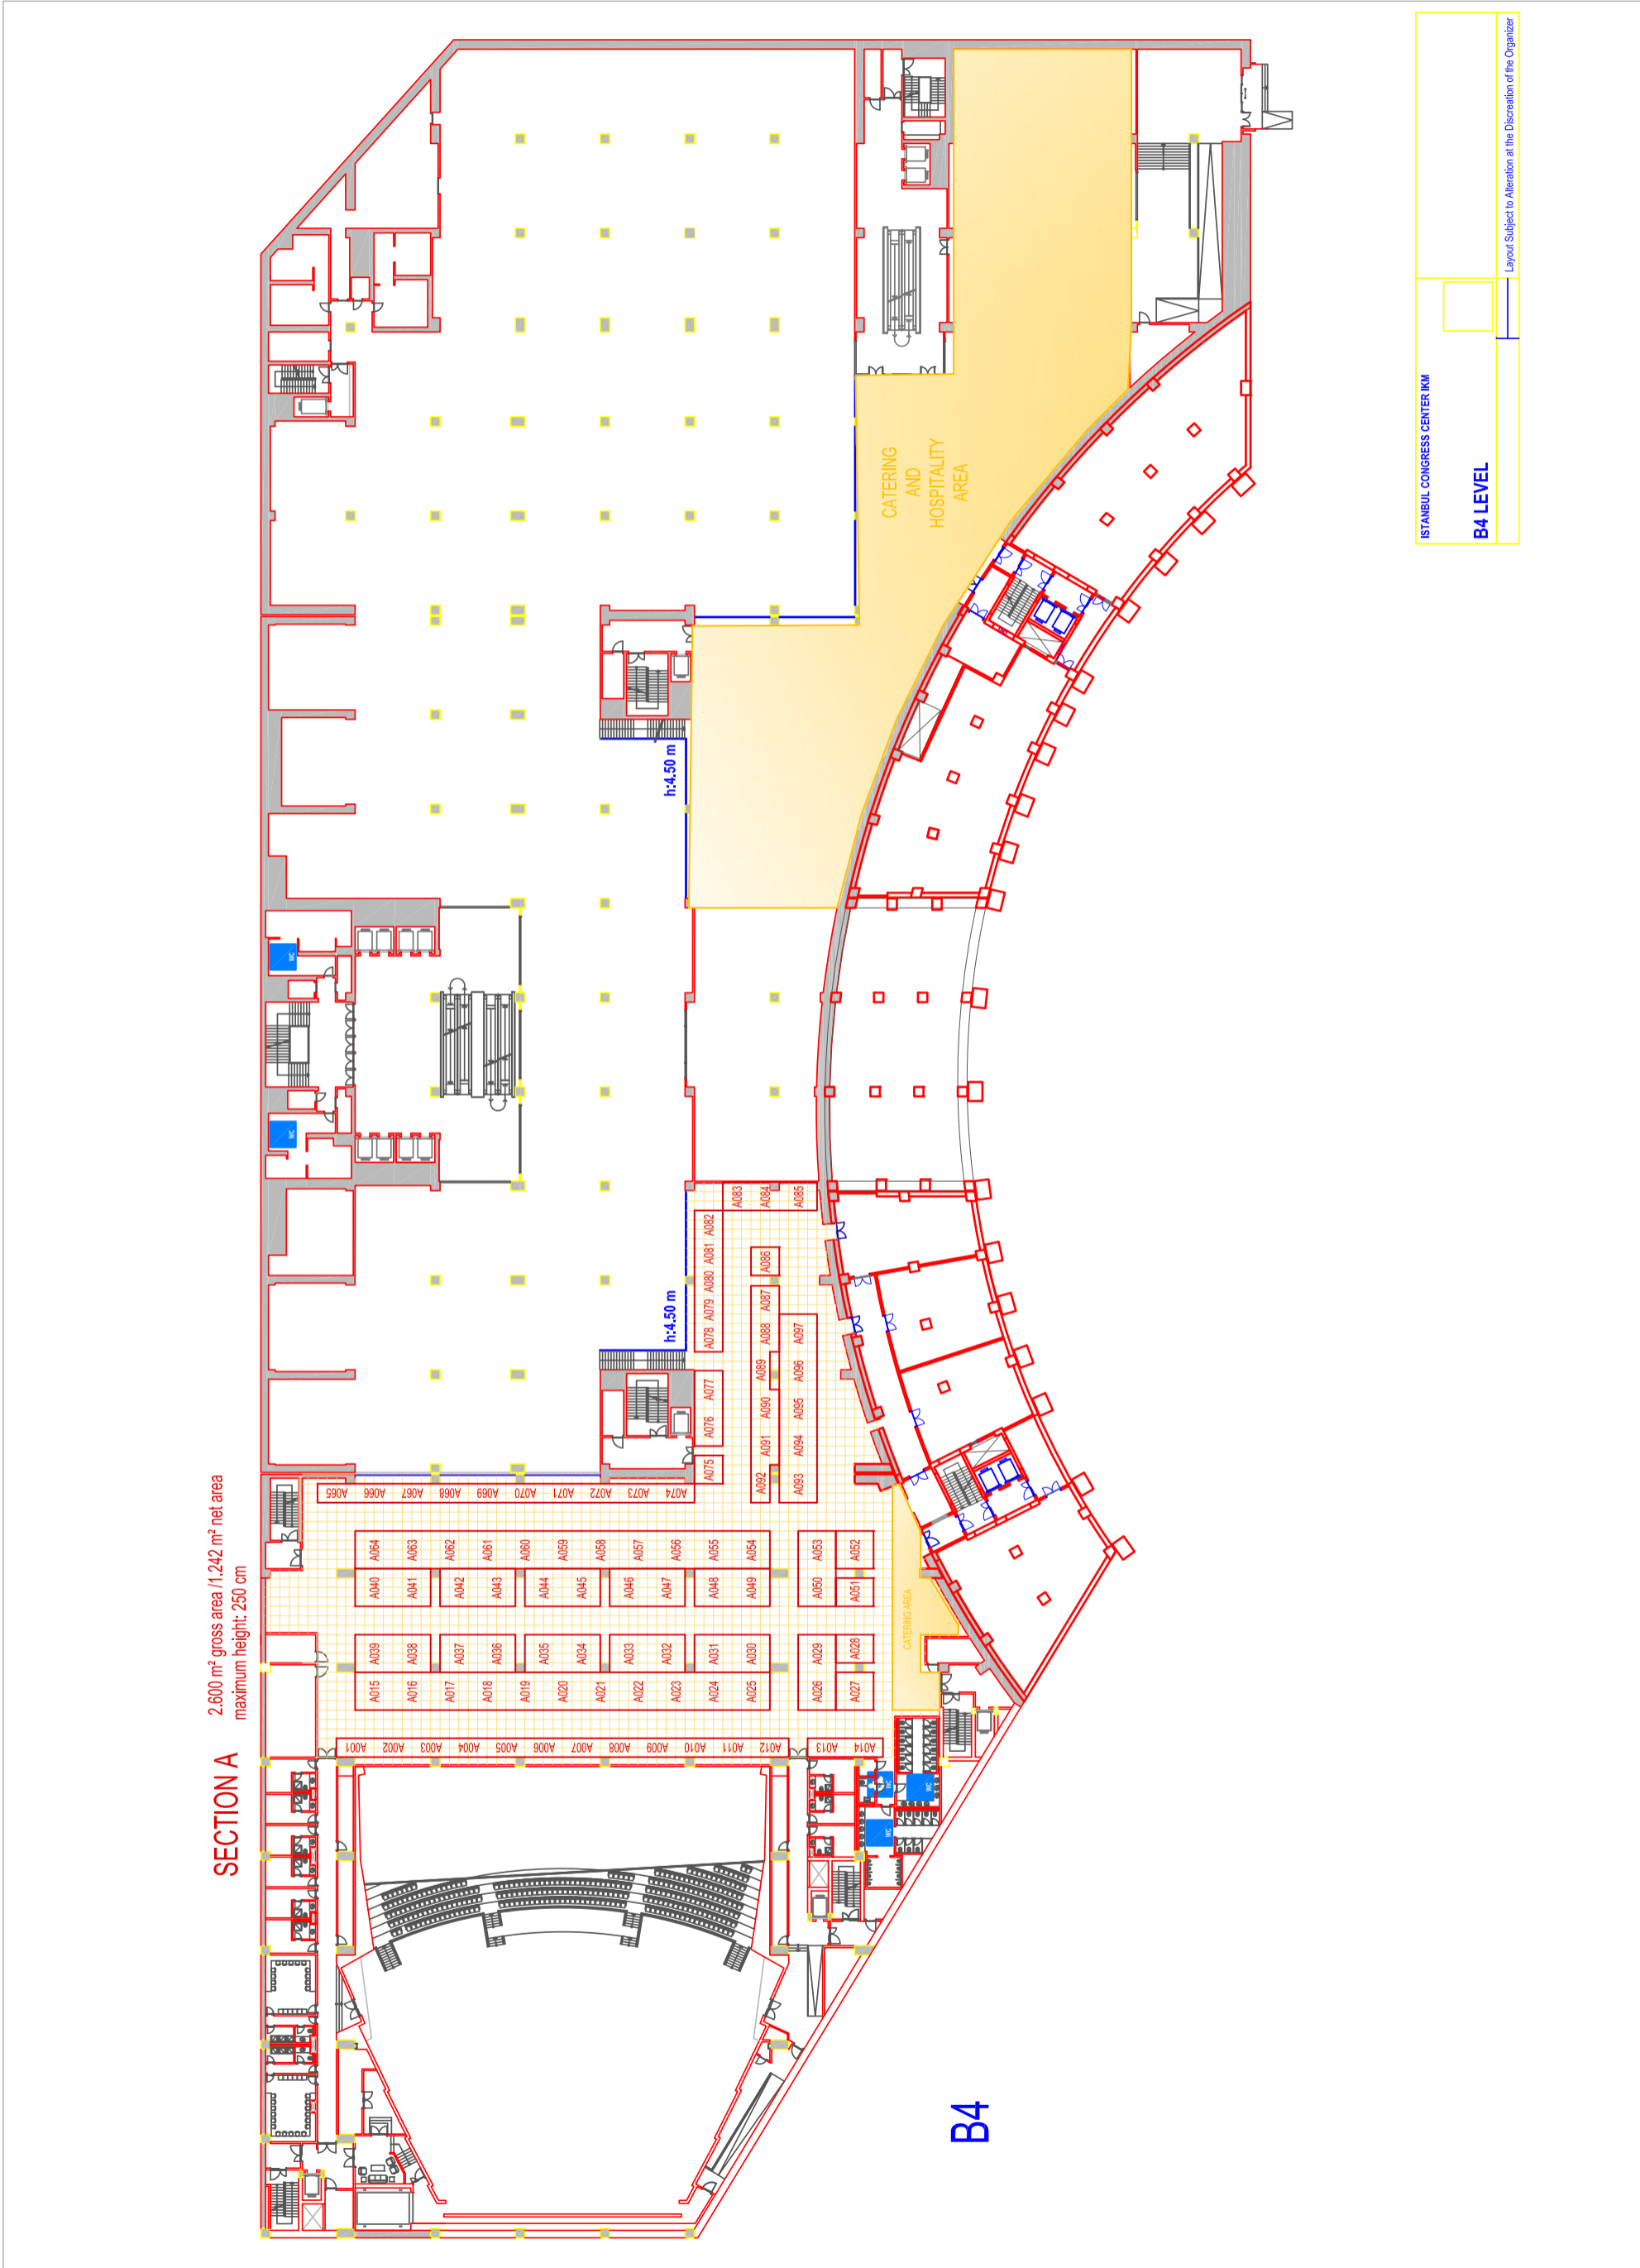 ISTANBUL CONGRESS CENTER IKM
B4 LEVEL
Layout Subject to Alteration at the Discreation of the Organizer
SECTION A
2.600 m² gross area /1.242 m² net area
maximum height: 250 cm
B4
CATERING
AND
HOSPITALITY
AREA
CATERING AREA
h:4.50 m
h:4.50 m
WC
WC
WC
WC
WC
A001
A002
A003
A004
A005
A006
A007
A008
A009
A010
A011
A012
A013
A014
A015
A016
A017
A018
A019
A020
A021
A022
A023
A024
A025
A026
A027
A039
A038
A037
A036
A035
A034
A033
A032
A031
A030
A029
A028
A040
A041
A042
A043
A044
A045
A046
A047
A048
A049
A050
A051
A064
A063
A062
A061
A060
A059
A058
A057
A056
A055
A054
A053
A052
A065
A066
A067
A068
A069
A070
A071
A072
A073
A074
A075
A076
A077
A078
A079
A080
A081
A082
A083
A084
A085
A086
A087
A088
A089
A090
A091
A092
A093
A094
A095
A096
A097